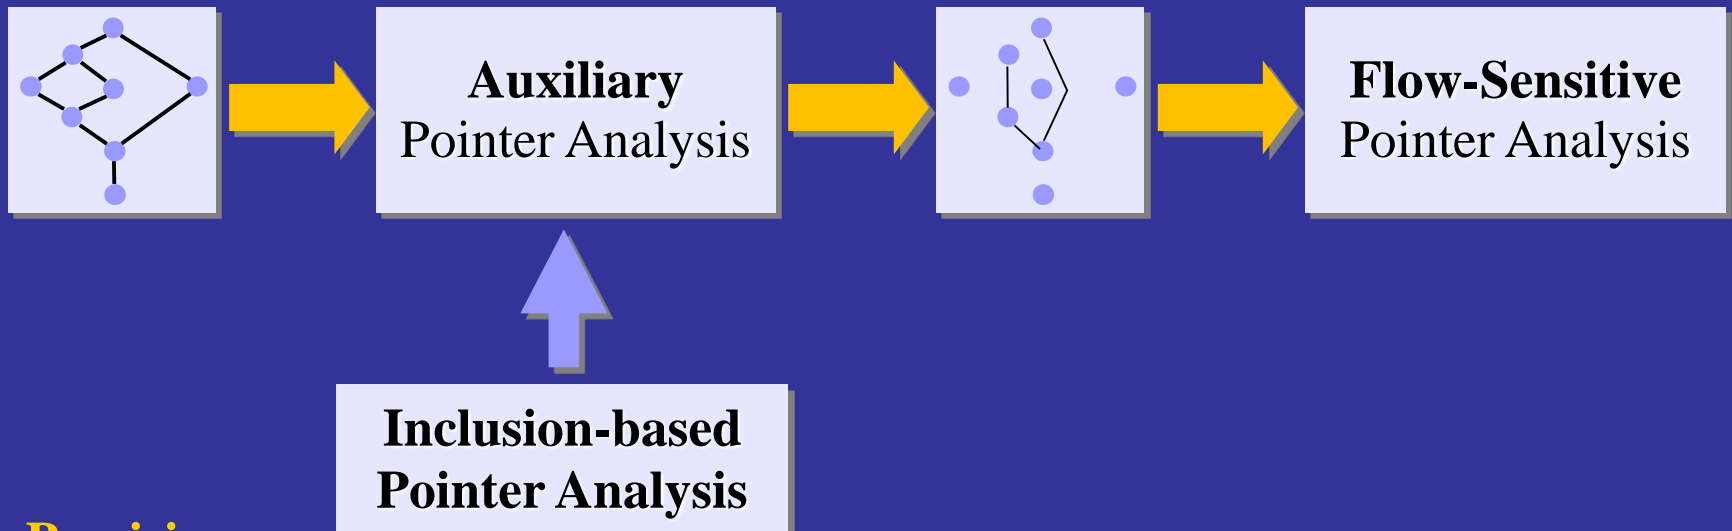 Auxiliary
Pointer Analysis
Flow-Sensitive
Pointer Analysis
Inclusion-based
Pointer Analysis